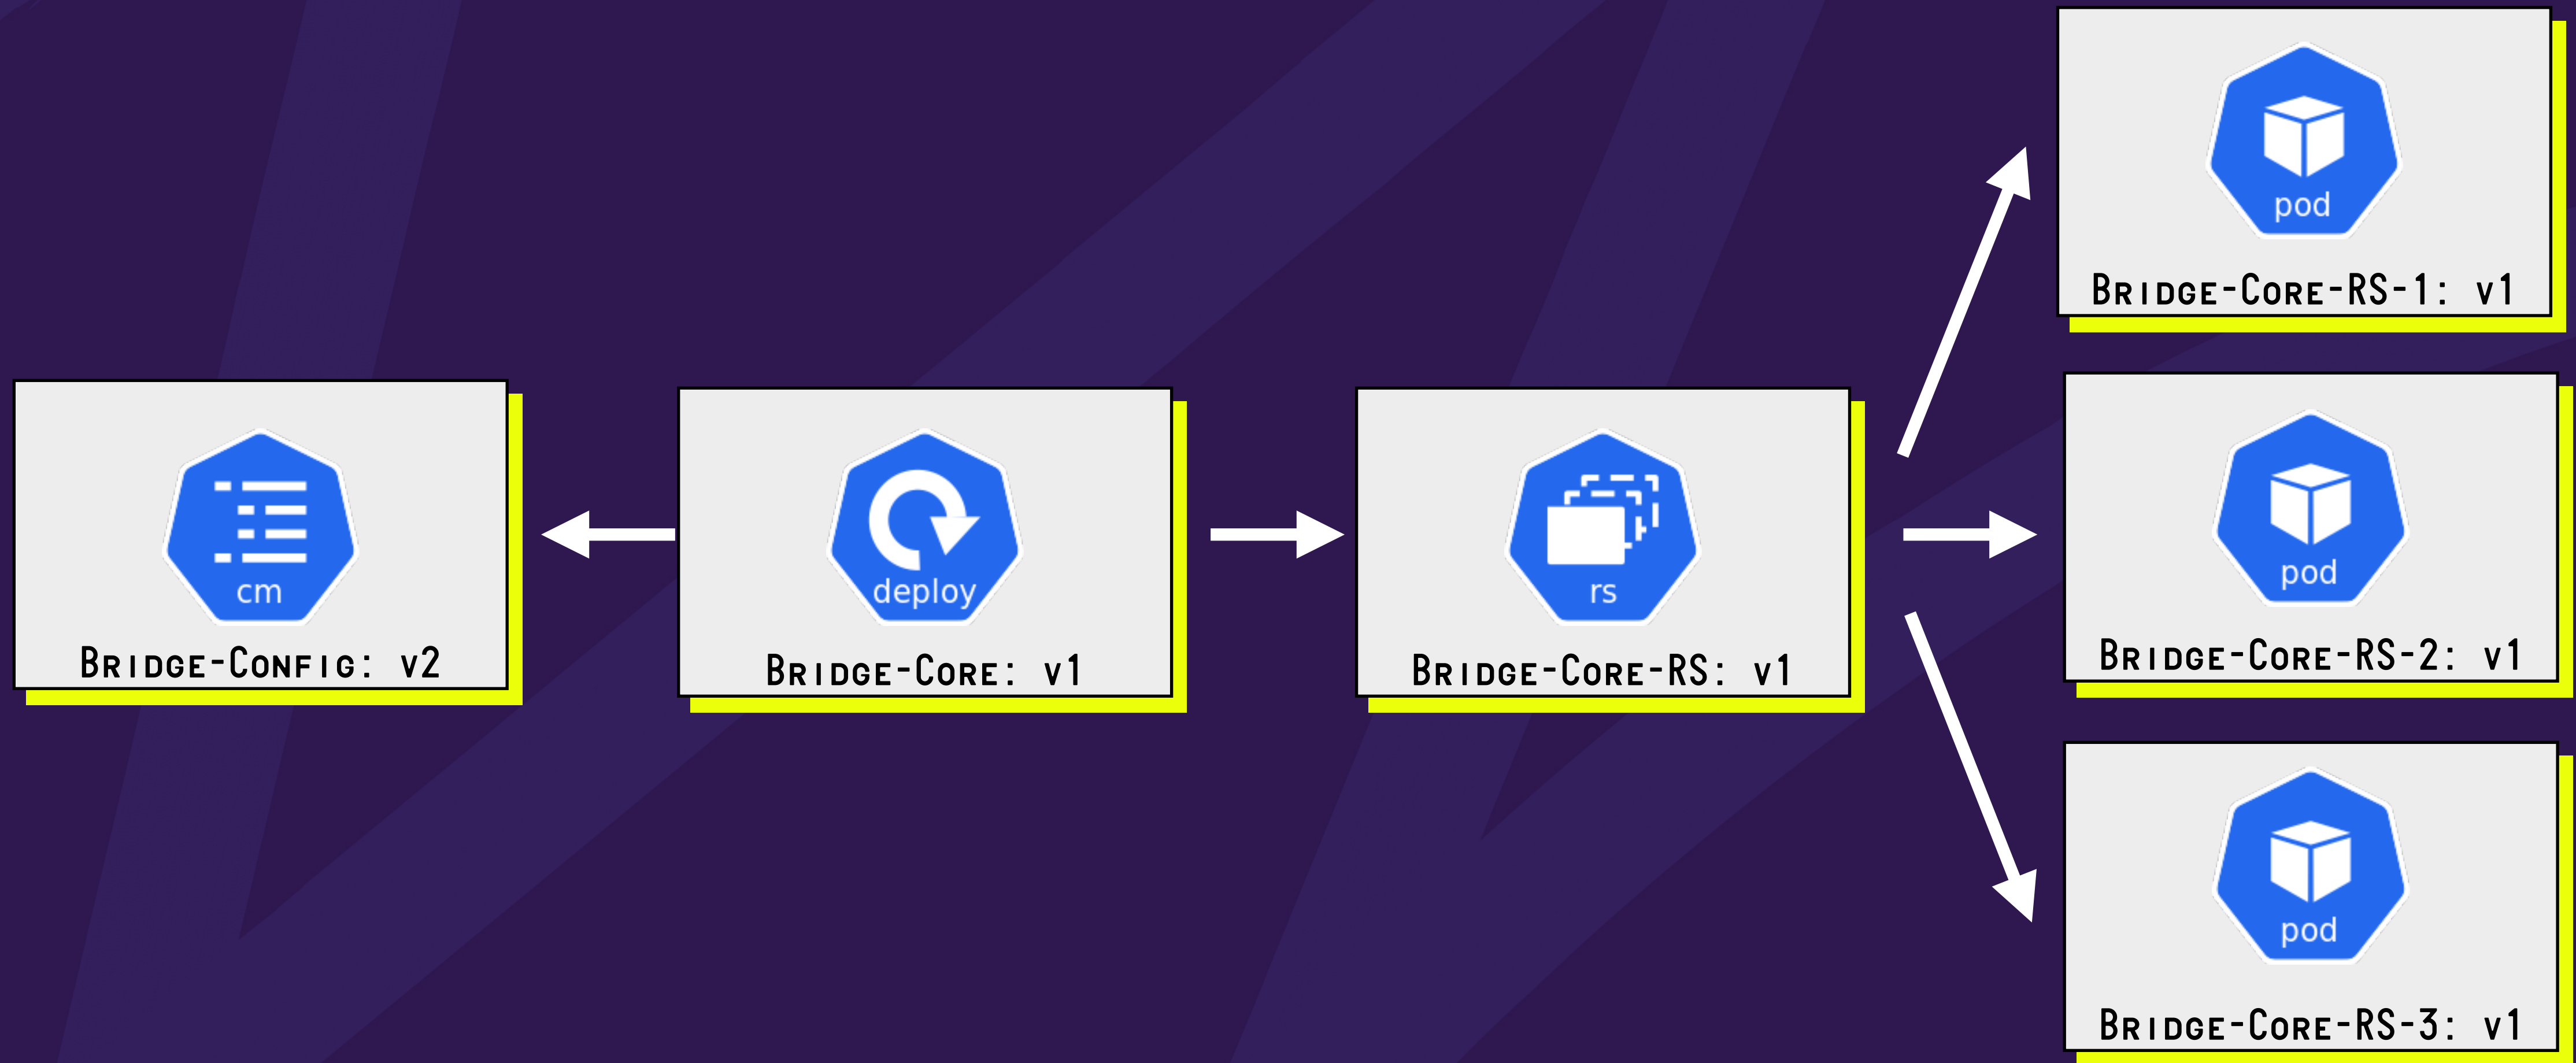 cm
Bridge-Config: v2
deploy
Bridge-Core: v1
rs
Bridge-Core-RS: v1
pod
Bridge-Core-RS-1: v1
pod
Bridge-Core-RS-2: v1
pod
Bridge-Core-RS-3: v1